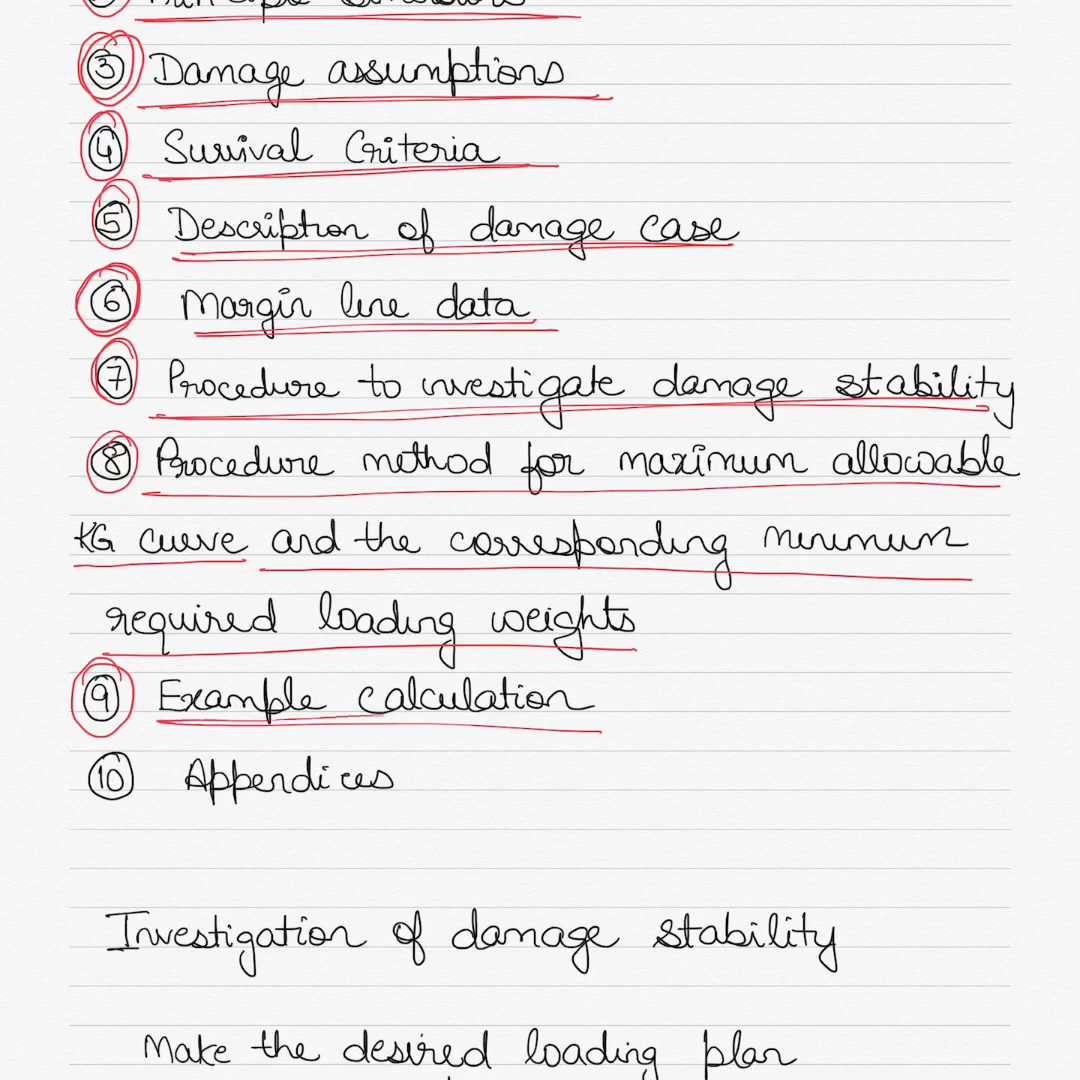 ③ Damage assumptions
④ Survival Criteria
⑤ Description of damage case
⑥ Margin line data
⑦ Procedure to investigate damage stability
⑧ Procedure method for maximum allowable
KG curve and the corresponding minimum
required loading weights
⑨ Example calculation
⑩ Appendices
Investigation of damage stability
Make the desired loading plan